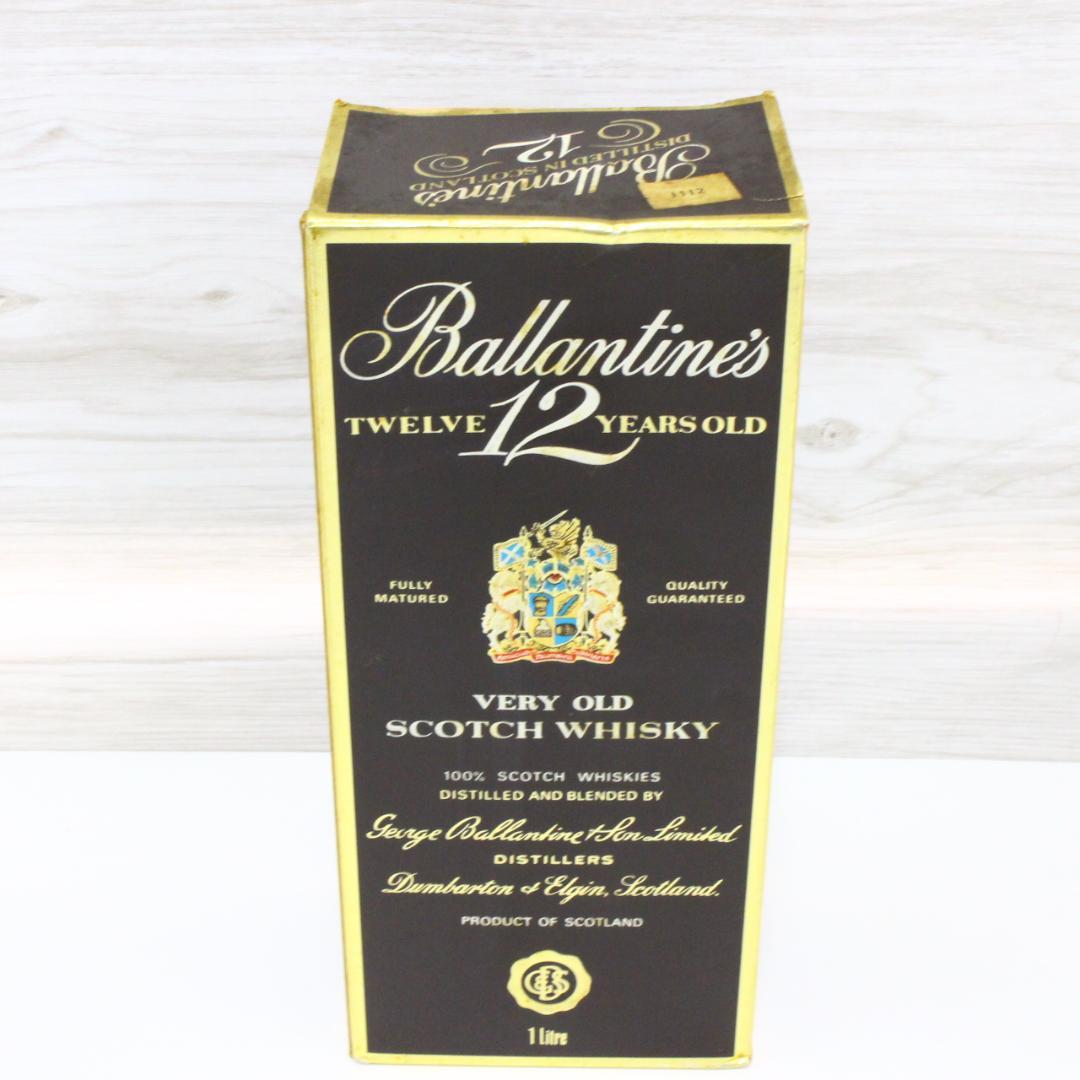 Ballantine's
DISTILLED IN SCOTLAND
12
1112
Ballantine's
TWELVE 12 YEARS OLD
FULLY
MATURED
QUALITY
GUARANTEED
VERY OLD
SCOTCH WHISKY
100% SCOTCH WHISKIES
DISTILLED AND BLENDED BY
George Ballantine & Son Limited
DISTILLERS
Dumbarton & Elgin, Scotland.
PRODUCT OF SCOTLAND
GBS
1 Litre